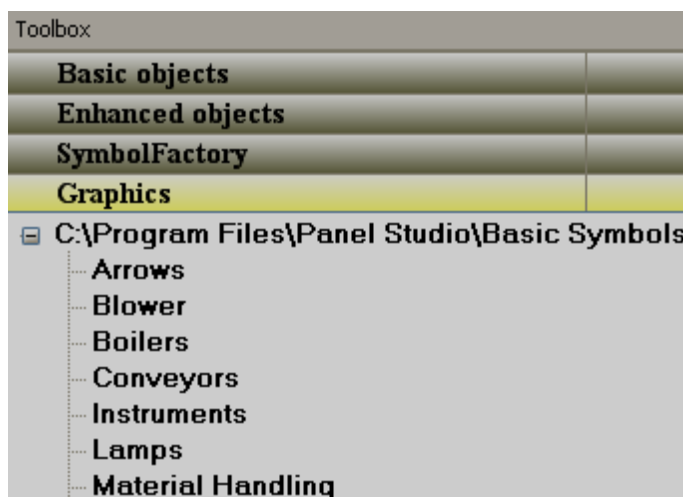 Toolbox
Basic objects
Enhanced objects
SymbolFactory
Graphics
C:\Program Files\Panel Studio\Basic Symbols
Arrows
Blower
Boilers
Conveyors
Instruments
Lamps
Material Handling